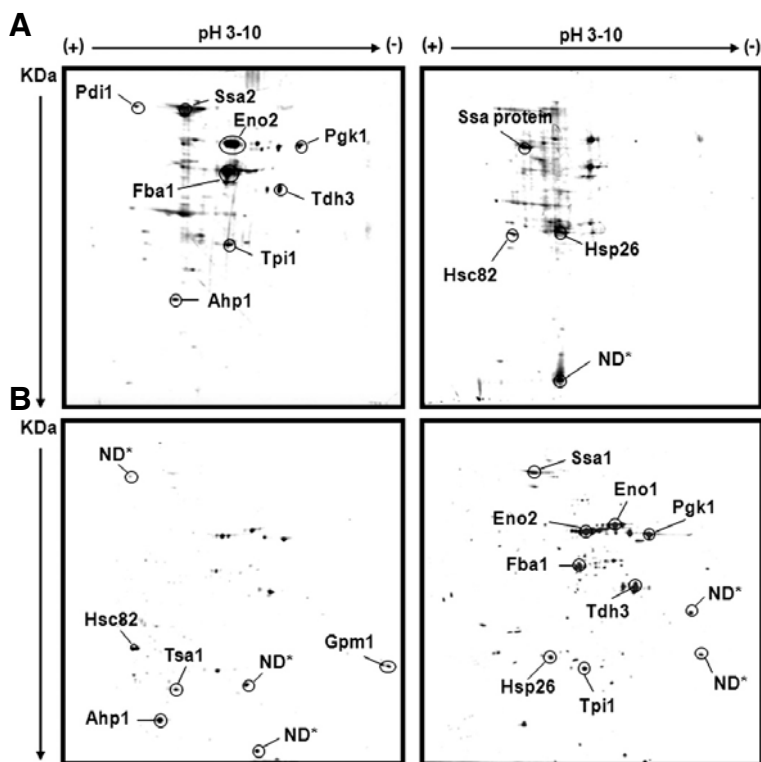 A
pH 3-10
(+) (-)
pH 3-10
(+) (-)
KDa
Pdi1
Ssa2
Eno2
Pgk1
Fba1
Tdh3
Tpi1
Ahp1
Ssa protein
Hsc82
Hsp26
ND*
B
KDa
ND*
Hsc82
Tsa1
ND*
Gpm1
Ahp1
ND*
Ssa1
Eno1
Eno2
Pgk1
Fba1
Tdh3
ND*
ND*
Hsp26
Tpi1